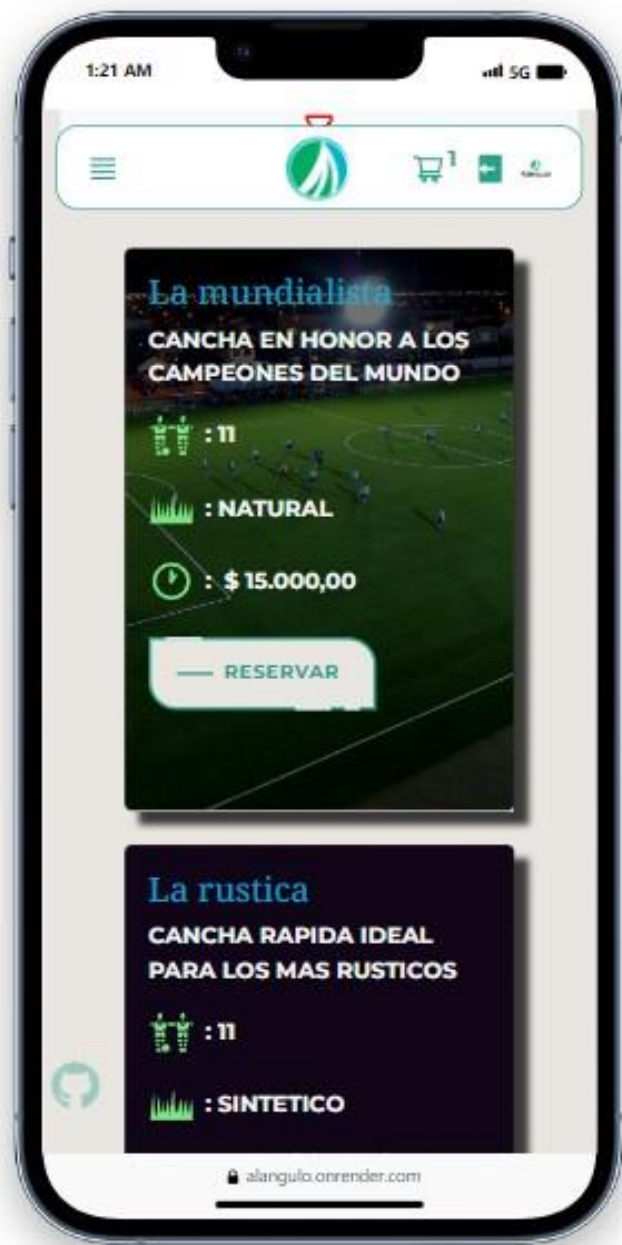 1:21 AM
5G
1
La mundialista
CANCHA EN HONOR A LOS
CAMPEONES DEL MUNDO
: 11
: NATURAL
: $ 15.000,00
RESERVAR
La rustica
CANCHA RAPIDA IDEAL
PARA LOS MAS RUSTICOS
: 11
: SINTETICO
alangulo.onrender.com